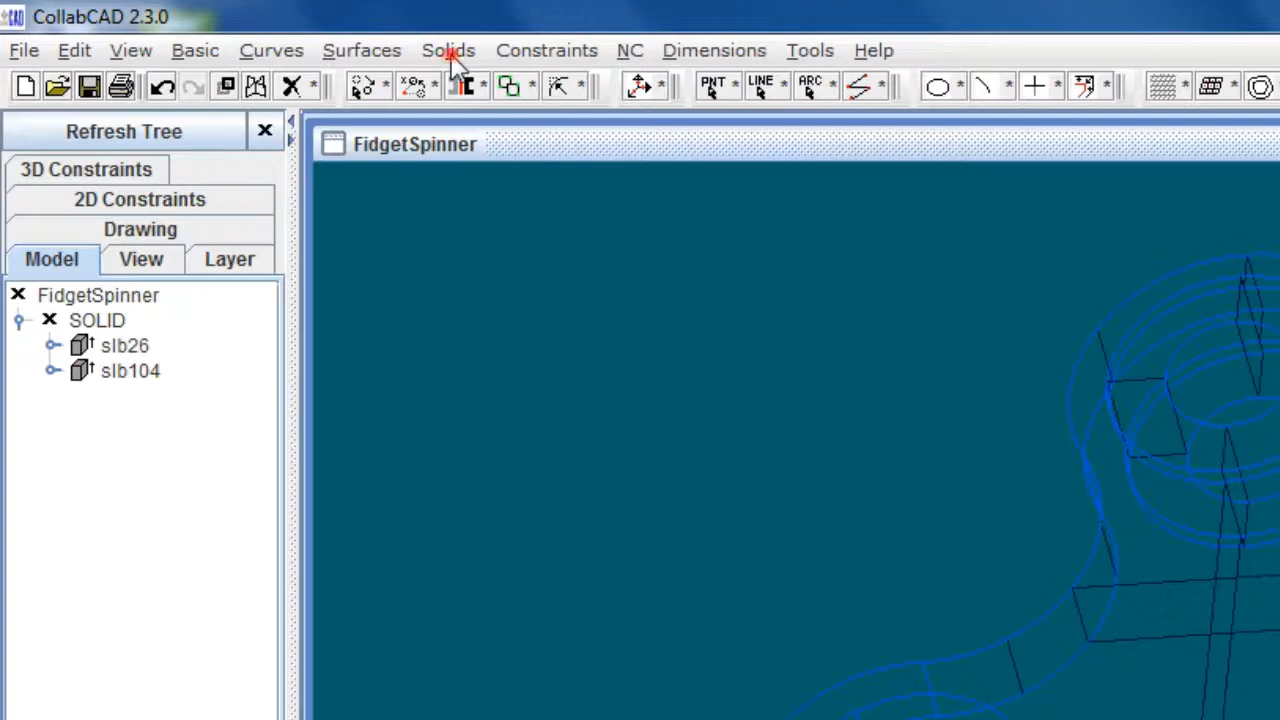 CAD CollabCAD 2.3.0
File Edit View Basic Curves Surfaces Solids Constraints NC Dimensions Tools Help
PNT LINE ARC
Refresh Tree
FidgetSpinner
3D Constraints
2D Constraints
Drawing
Model View Layer
FidgetSpinner
SOLID
slb26
slb104